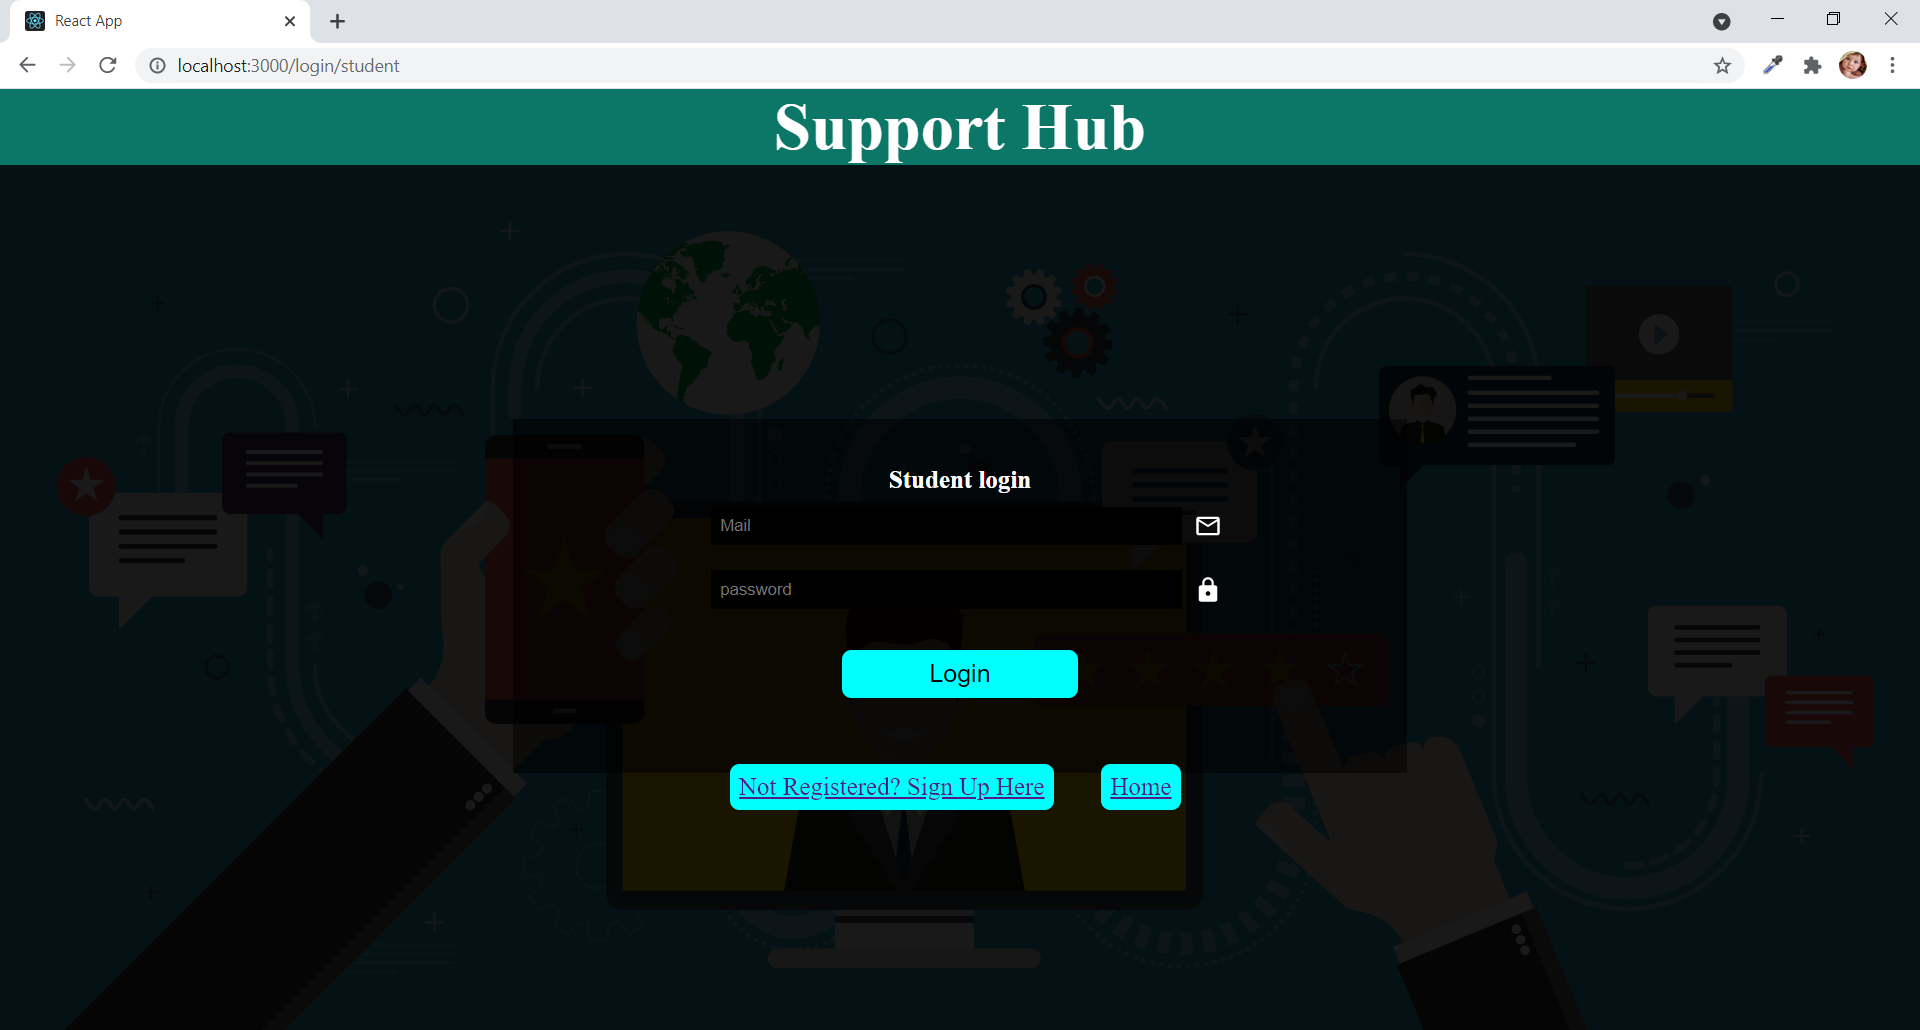 React App
localhost:3000/login/student
Support Hub
Student login
Mail
password
Login
Not Registered? Sign Up Here
Home